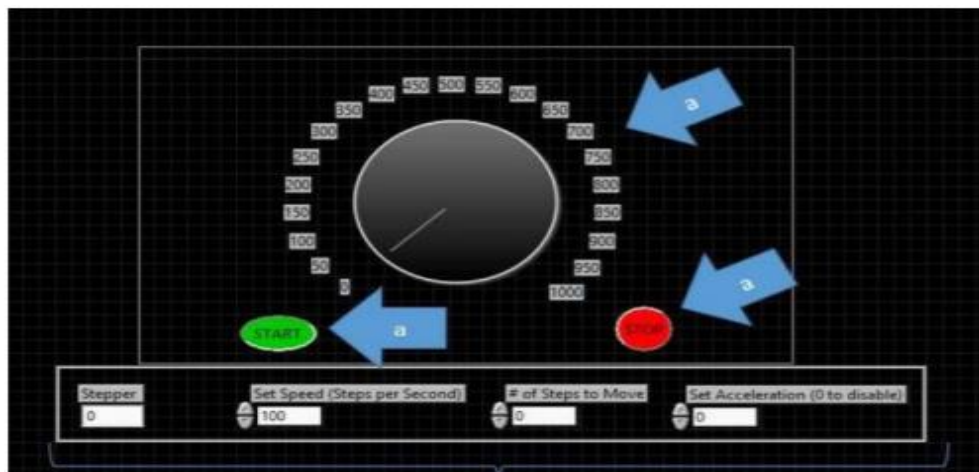 450 500 550
400 600
350 650
300 700
250 750
200 800
150 850
100 900
50 950
0 1000
a
a
a
START STOP
Stepper Set Speed (Steps per Second) # of Steps to Move Set Acceleration (0 to disable)
0 100 0 0